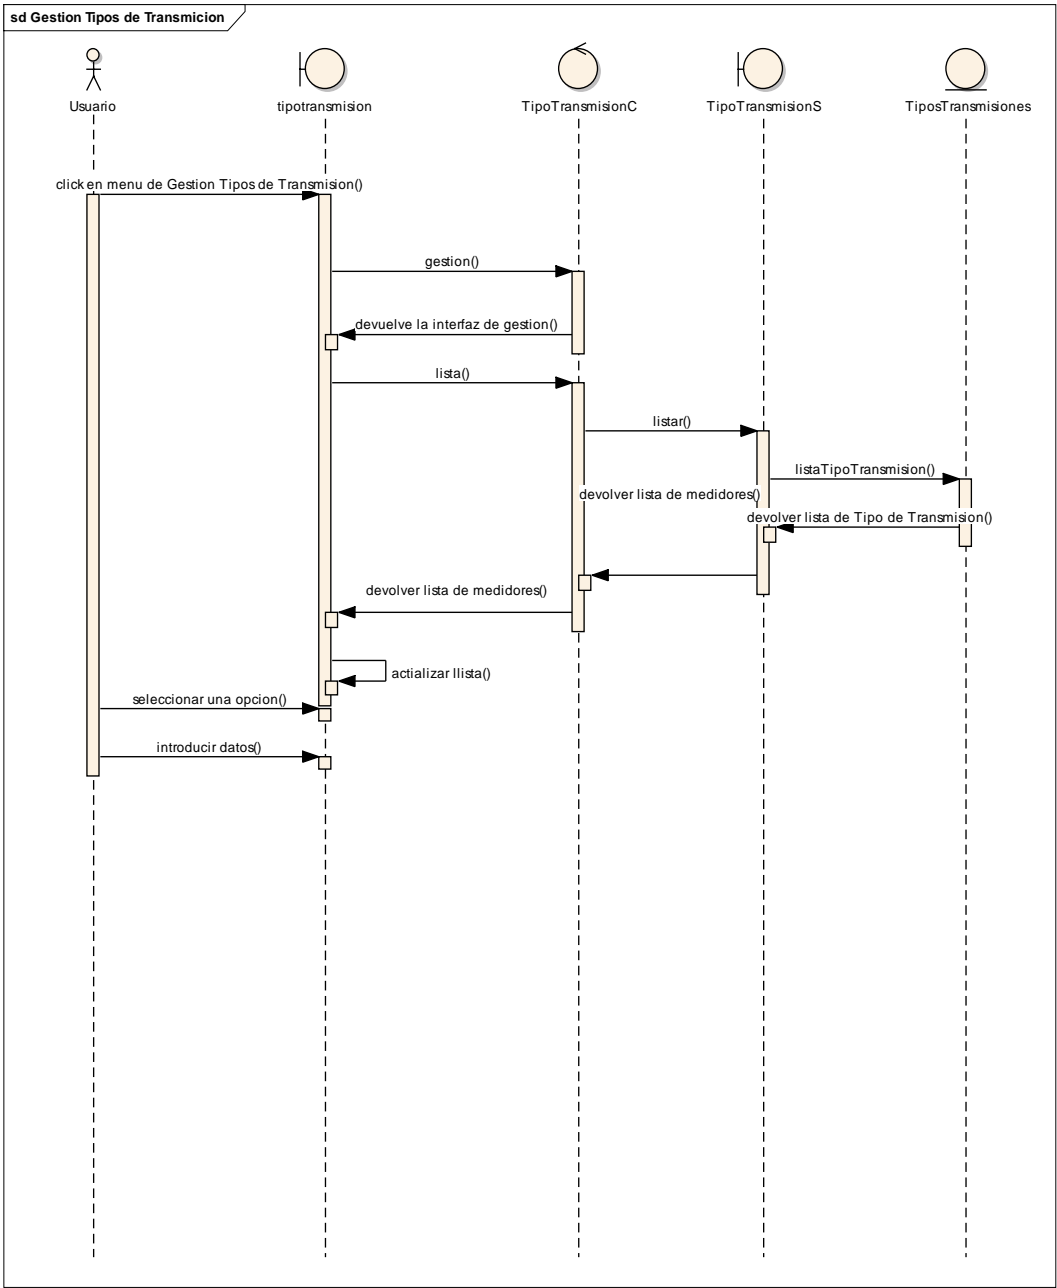 sd Gestion Tipos de Transmicion
Usuario
tipotransmision
TipoTransmisionC
TipoTransmisionS
TiposTransmisiones
click en menu de Gestion Tipos de Transmision()
gestion()
devuelve la interfaz de gestion()
lista()
listar()
listaTipoTransmision()
devolver lista de medidores()
devolver lista de Tipo de Transmision()
devolver lista de medidores()
actializar llista()
seleccionar una opcion()
introducir datos()